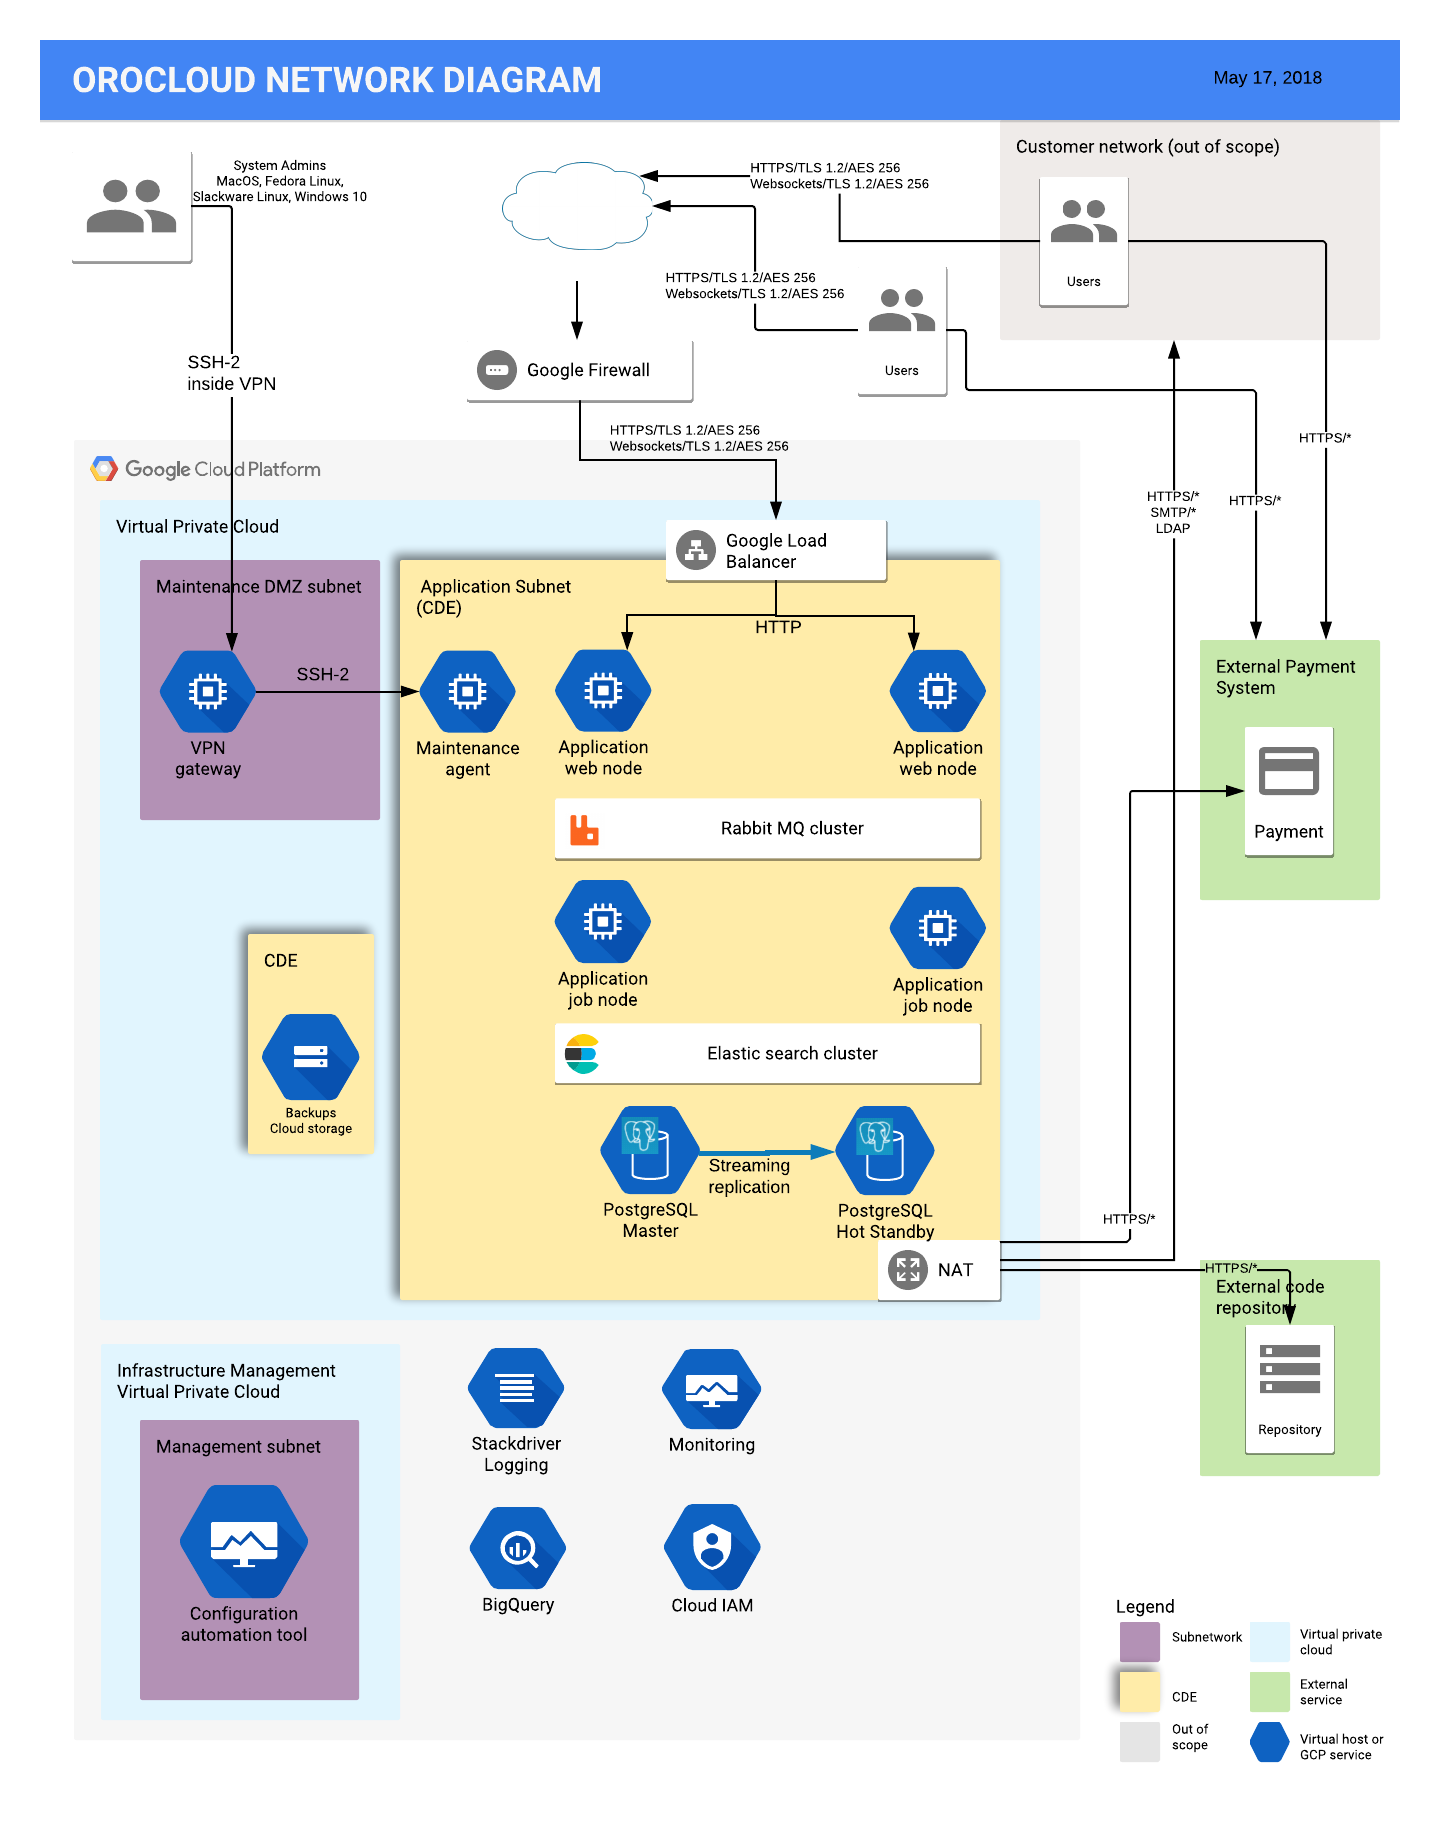 OROCLOUD NETWORK DIAGRAM
May 17, 2018
Customer network (out of scope)
Users
System Admins
MacOS, Fedora Linux,
Slackware Linux, Windows 10
HTTPS/TLS 1.2/AES 256
Websockets/TLS 1.2/AES 256
HTTPS/TLS 1.2/AES 256
Websockets/TLS 1.2/AES 256
Users
SSH-2
inside VPN
Google Firewall
HTTPS/TLS 1.2/AES 256
Websockets/TLS 1.2/AES 256
HTTPS/*
HTTPS/*
SMTP/*
LDAP
HTTPS/*
Google Cloud Platform
Virtual Private Cloud
Google Load
Balancer
Maintenance DMZ subnet
Application Subnet
(CDE)
HTTP
SSH-2
VPN
gateway
Maintenance
agent
Application
web node
Application
web node
External Payment
System
Payment
Rabbit MQ cluster
CDE
Backups
Cloud storage
Application
job node
Application
job node
Elastic search cluster
Streaming
replication
PostgreSQL
Master
PostgreSQL
Hot Standby
NAT
HTTPS/*
HTTPS/*
External code
repository
Repository
Infrastructure Management
Virtual Private Cloud
Management subnet
Configuration
automation tool
Stackdriver
Logging
Monitoring
BigQuery
Cloud IAM
Legend
Subnetwork
Virtual private
cloud
CDE
External
service
Out of
scope
Virtual host or
GCP service